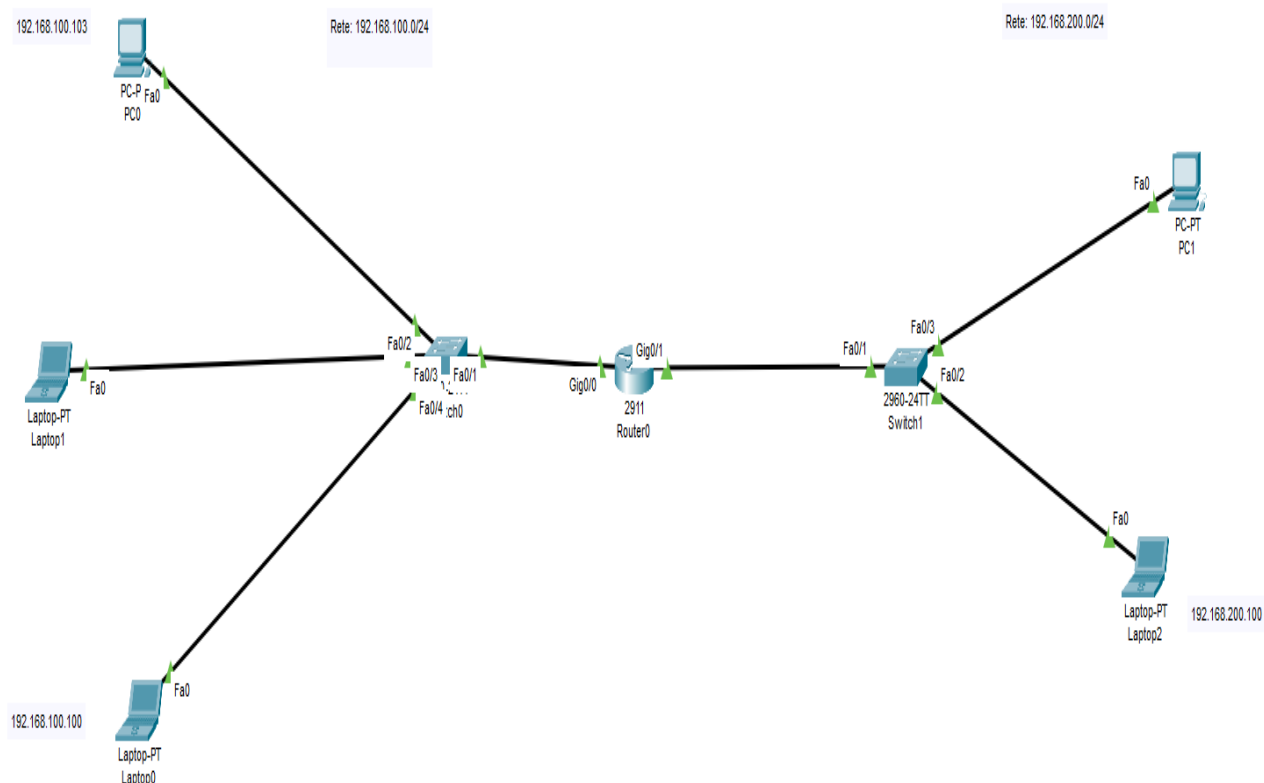 192.168.100.103
Rete: 192.168.100.0/24
Rete: 192.168.200.0/24
PC-P
Fa0
PC0
Fa0
PC-PT
PC1
Fa0/2
Fa0/3
Fa0/1
Fa0/4
tch0
Gig0/0
Gig0/1
2911
Router0
Fa0/1
Fa0/3
Fa0/2
2960-24TT
Switch1
Fa0
Laptop-PT
Laptop1
Fa0
Laptop-PT
Laptop2
192.168.200.100
Fa0
192.168.100.100
Laptop-PT
Laptop0